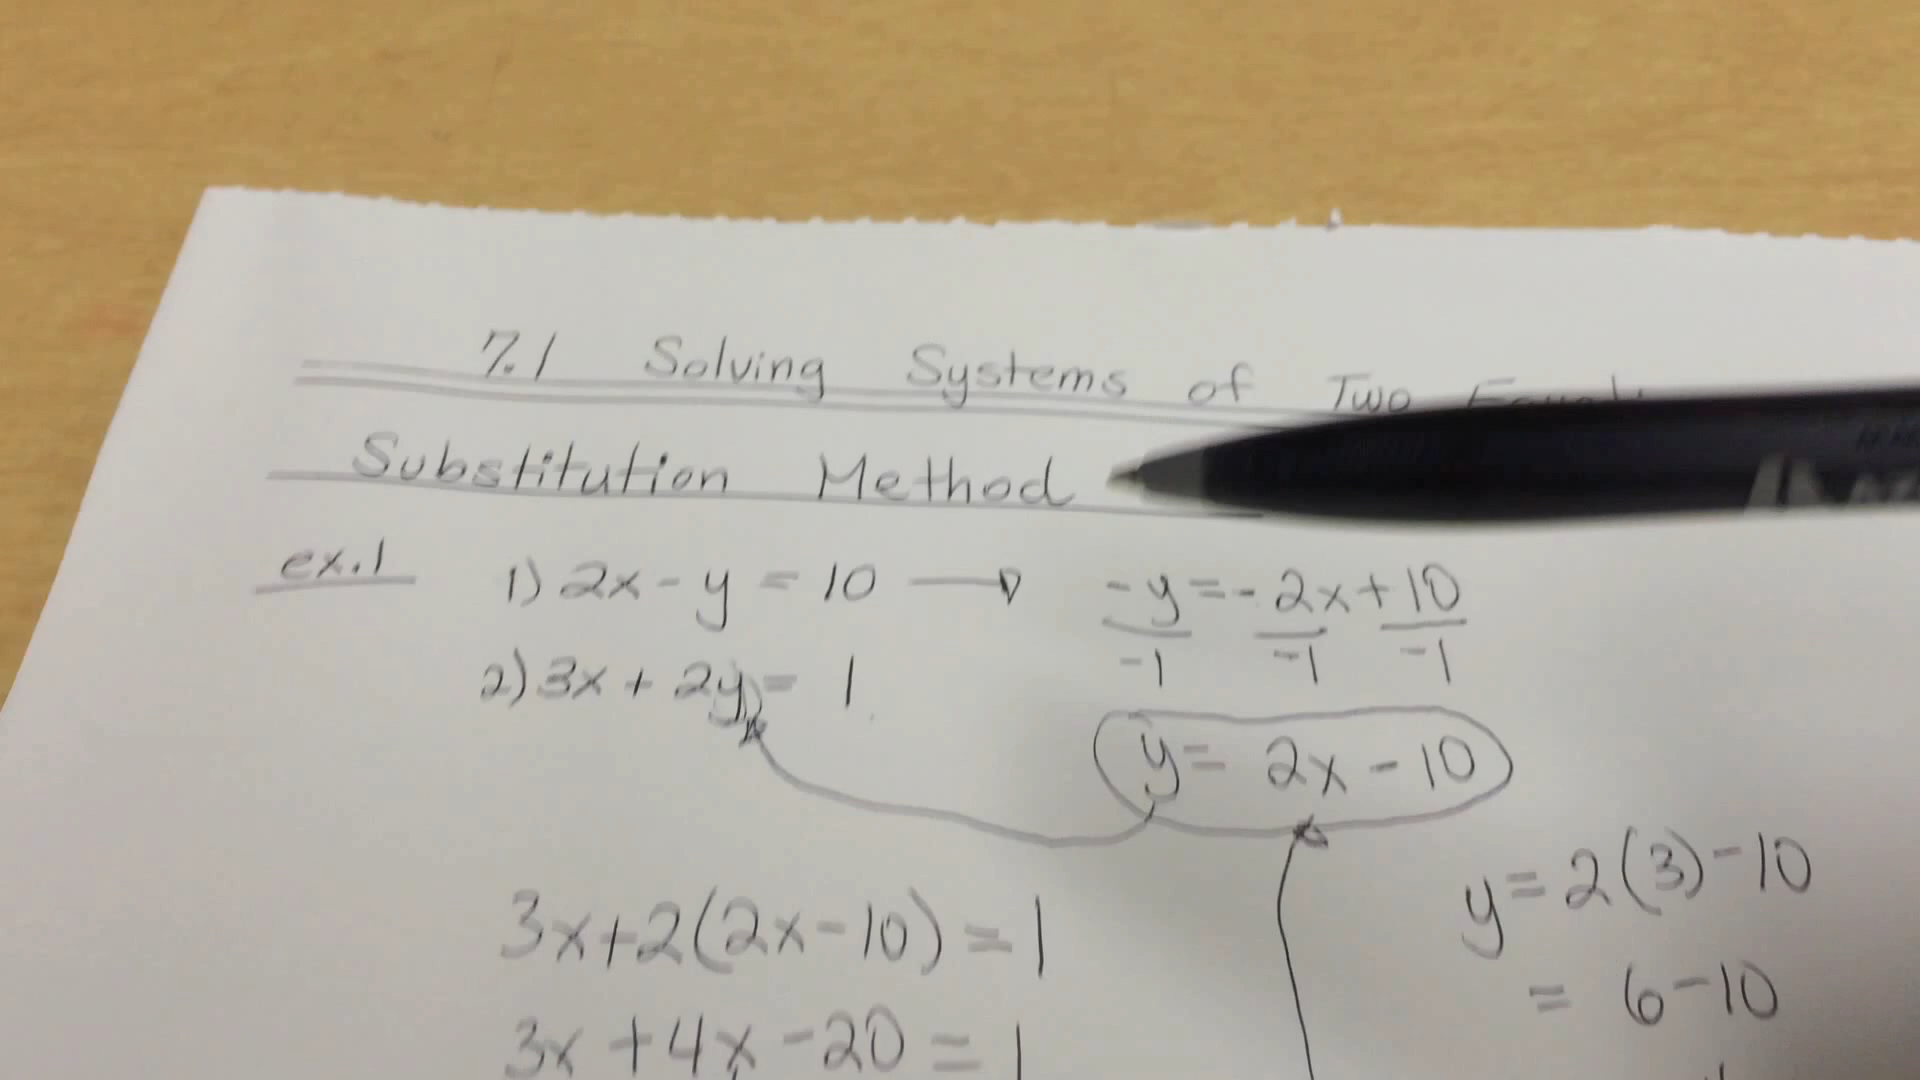 7.1 Solving Systems of Two
Substitution Method
ex.1 1) 2x - y = 10 → -y = -2x + 10
-1 -1 -1
2) 3x + 2y = 1
y = 2x - 10
y = 2(3) - 10
3x + 2(2x - 10) = 1
= 6 - 10
3x + 4x - 20 = 1